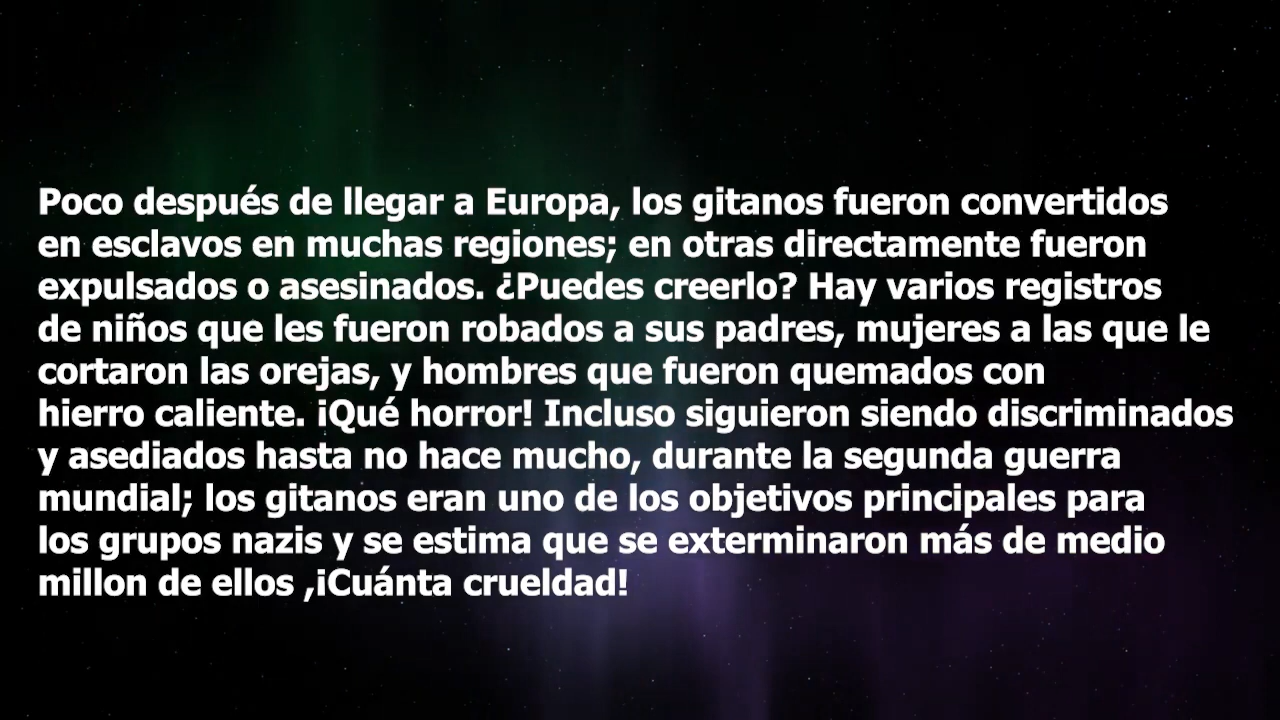 Poco después de llegar a Europa, los gitanos fueron convertidos
en esclavos en muchas regiones; en otras directamente fueron
expulsados o asesinados. ¿Puedes creerlo? Hay varios registros
de niños que les fueron robados a sus padres, mujeres a las que le
cortaron las orejas, y hombres que fueron quemados con
hierro caliente. ¡Qué horror! Incluso siguieron siendo discriminados
y asediados hasta no hace mucho, durante la segunda guerra
mundial; los gitanos eran uno de los objetivos principales para
los grupos nazis y se estima que se exterminaron más de medio
millon de ellos ,¡Cuánta crueldad!